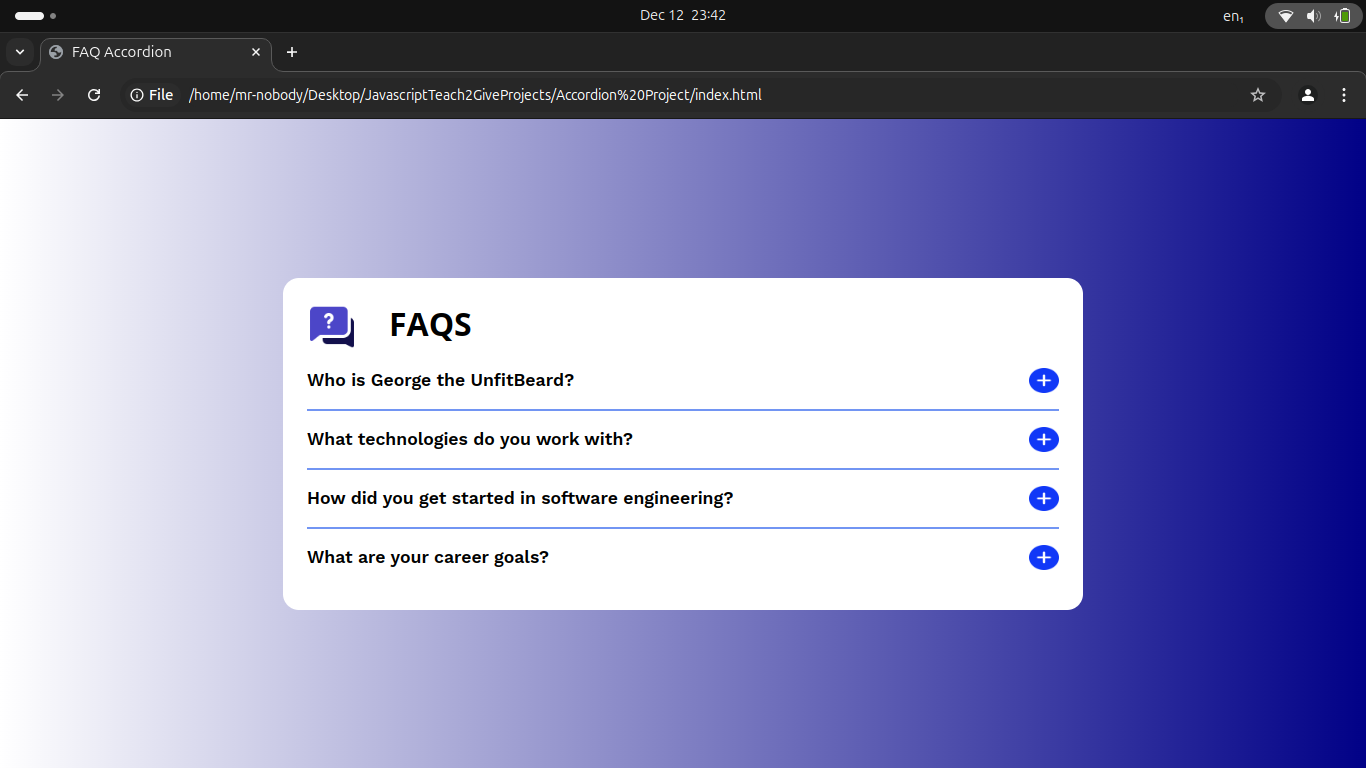 Dec 12 23:42
en₁
FAQ Accordion
File /home/mr-nobody/Desktop/JavascriptTeach2GiveProjects/Accordion%20Project/index.html
?
FAQS
Who is George the UnfitBeard?
What technologies do you work with?
How did you get started in software engineering?
What are your career goals?